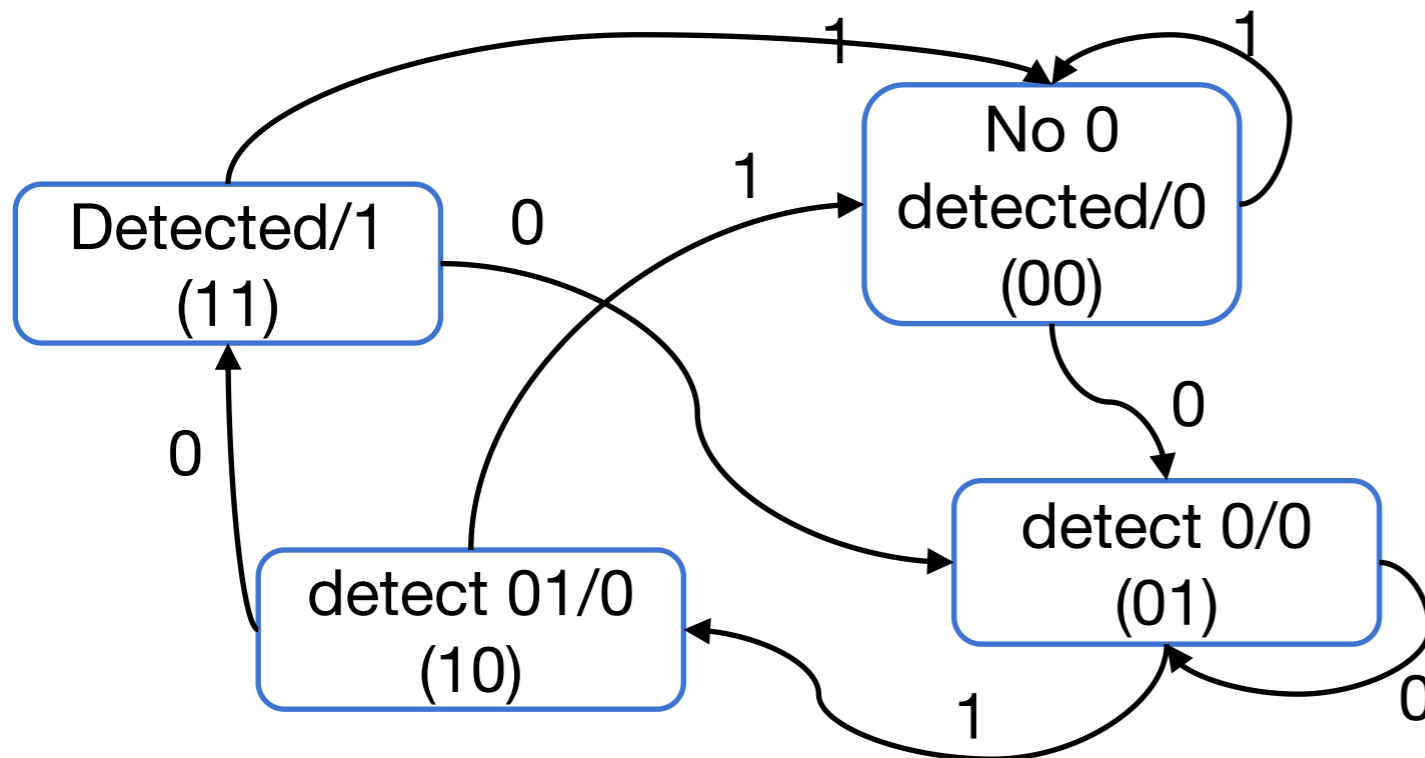 1
1
No 0
detected/0
(00)
1
Detected/1
(11)
0
0
0
detect 0/0
(01)
detect 01/0
(10)
1
0